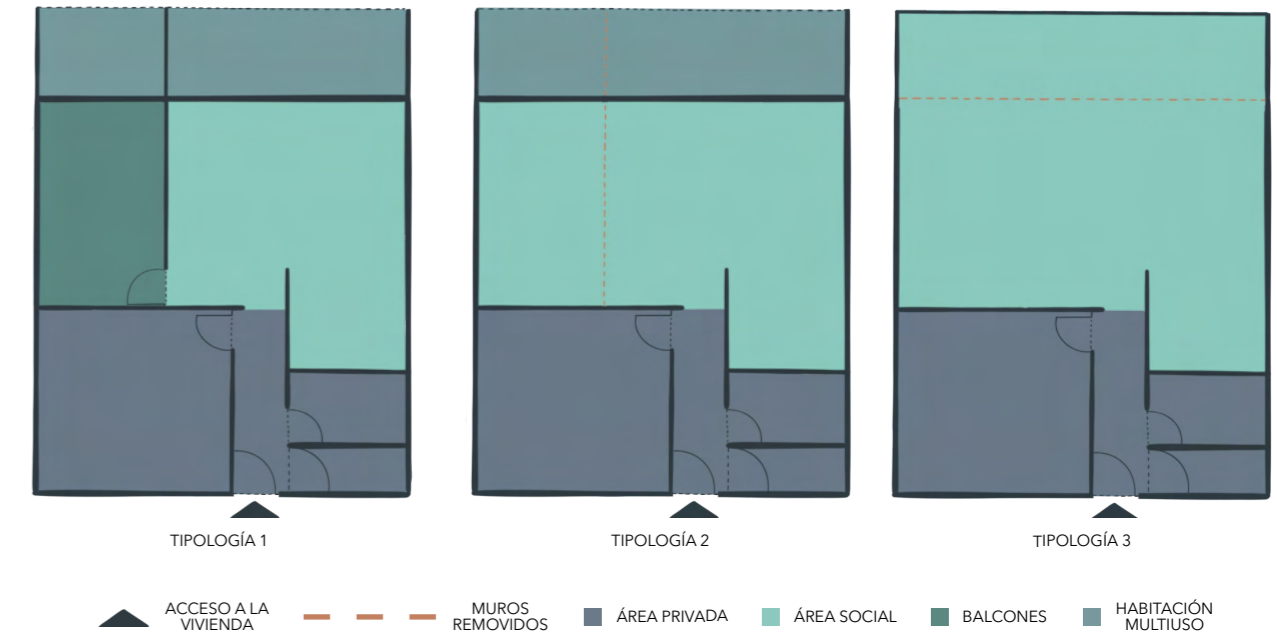 TIPOLOGÍA 1
TIPOLOGÍA 2
TIPOLOGÍA 3
ACCESO A LA
VIVIENDA
MUROS
REMOVIDOS
ÁREA PRIVADA
ÁREA SOCIAL
BALCONES
HABITACIÓN
MULTIUSO